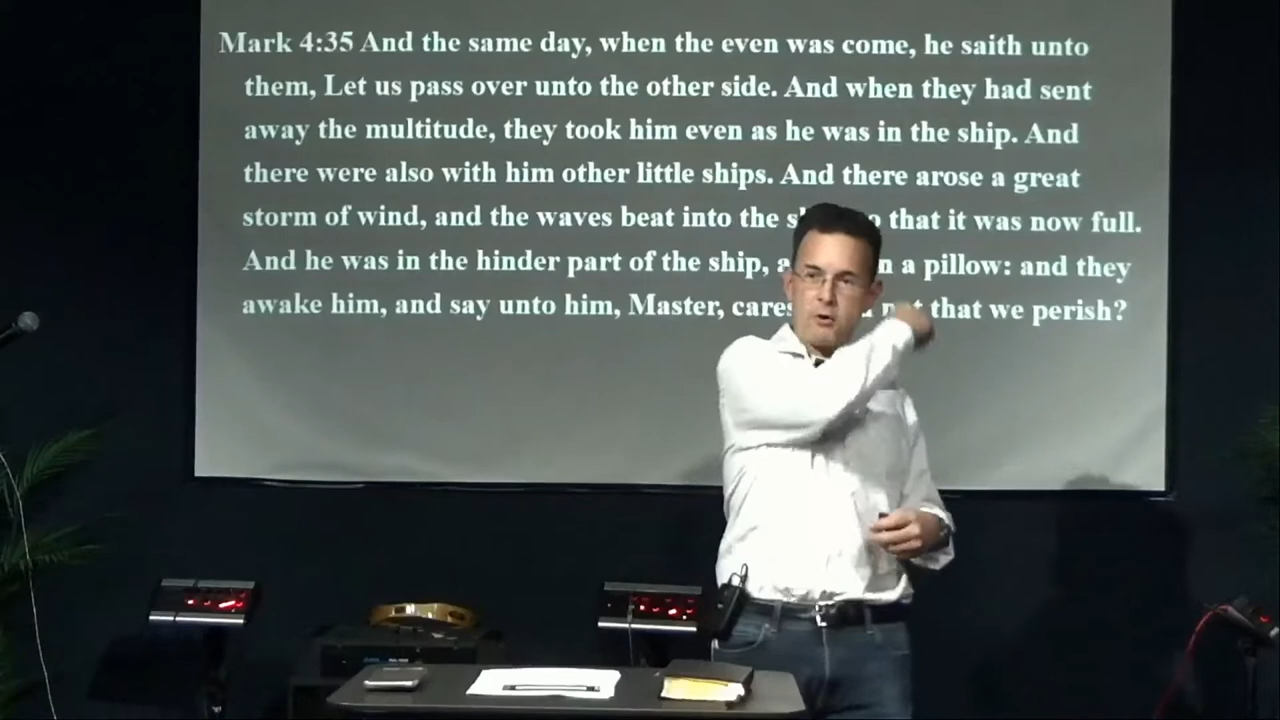 Mark 4:35 And the same day, when the even was come, he saith unto
them, Let us pass over unto the other side. And when they had sent
away the multitude, they took him even as he was in the ship. And
there were also with him other little ships. And there arose a great
storm of wind, and the waves beat into the that it was now full.
And he was in the hinder part of the ship, a pillow: and they
awake him, and say unto him, Master, that we perish?